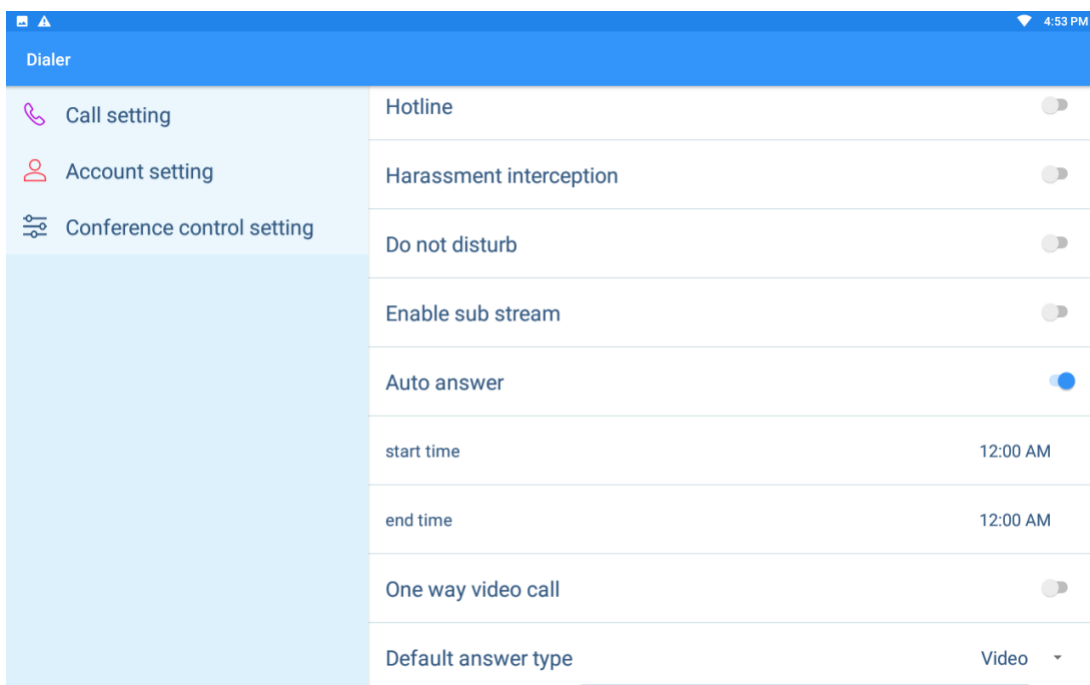 4:53 PM
Dialer
Call setting
Account setting
Conference control setting
Hotline
Harassment interception
Do not disturb
Enable sub stream
Auto answer
start time 12:00 AM
end time 12:00 AM
One way video call
Default answer type Video